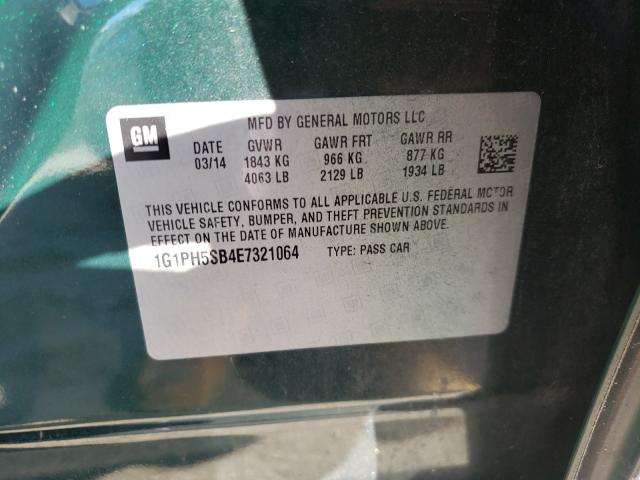 GM
MFD BY GENERAL MOTORS LLC
DATE GVWR GAWR FRT GAWR RR
03/14 1843 KG 966 KG 877 KG
4063 LB 2129 LB 1934 LB
THIS VEHICLE CONFORMS TO ALL APPLICABLE U.S. FEDERAL MOTOR
VEHICLE SAFETY, BUMPER, AND THEFT PREVENTION STANDARDS IN
EFFECT ON THE DATE OF MANUFACTURE SHOWN ABOVE.
1G1PH5SB4E7321064 TYPE: PASS CAR